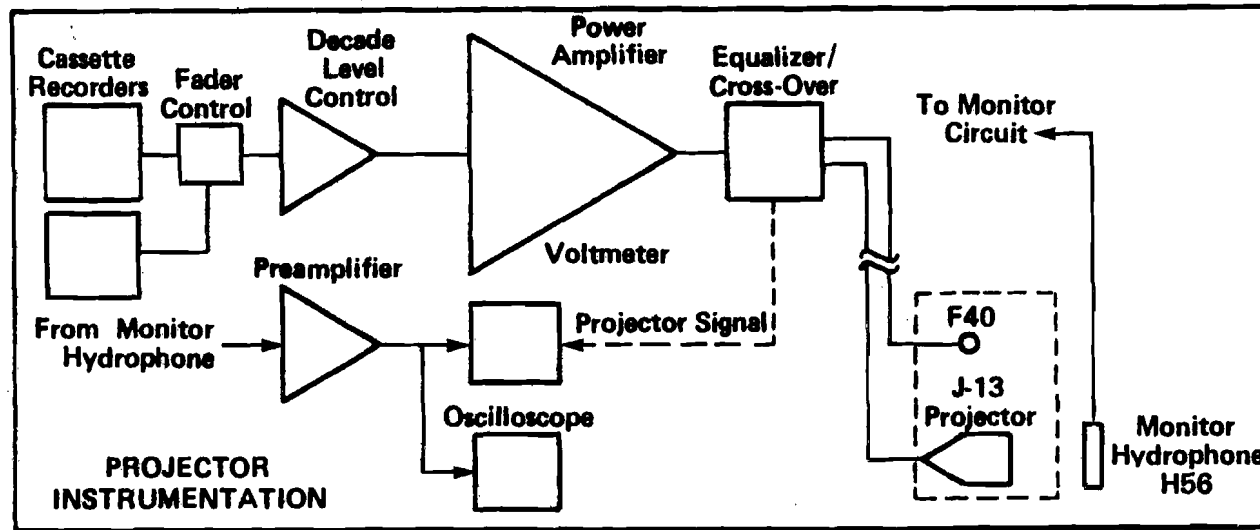 Cassette
Recorders
Fader
Control
Decade
Level
Control
Power
Amplifier
Equalizer/
Cross-Over
To Monitor
Circuit
Preamplifier
Voltmeter
From Monitor
Hydrophone
Projector Signal
F40
J-13
Projector
Oscilloscope
Monitor
Hydrophone
H56
PROJECTOR
INSTRUMENTATION